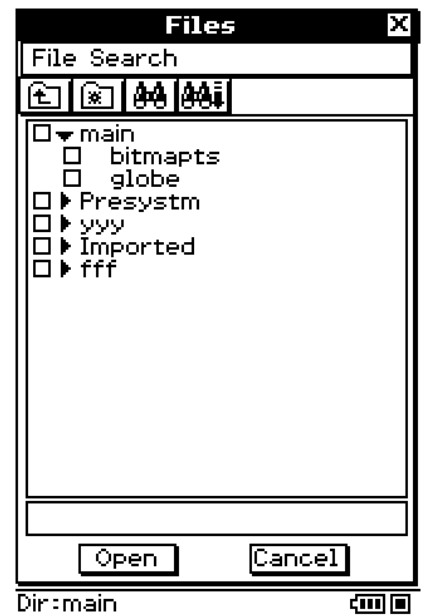 Files
File Search
main
bitmapts
globe
Presystm
yyy
Imported
fff
Open Cancel
Dir:main